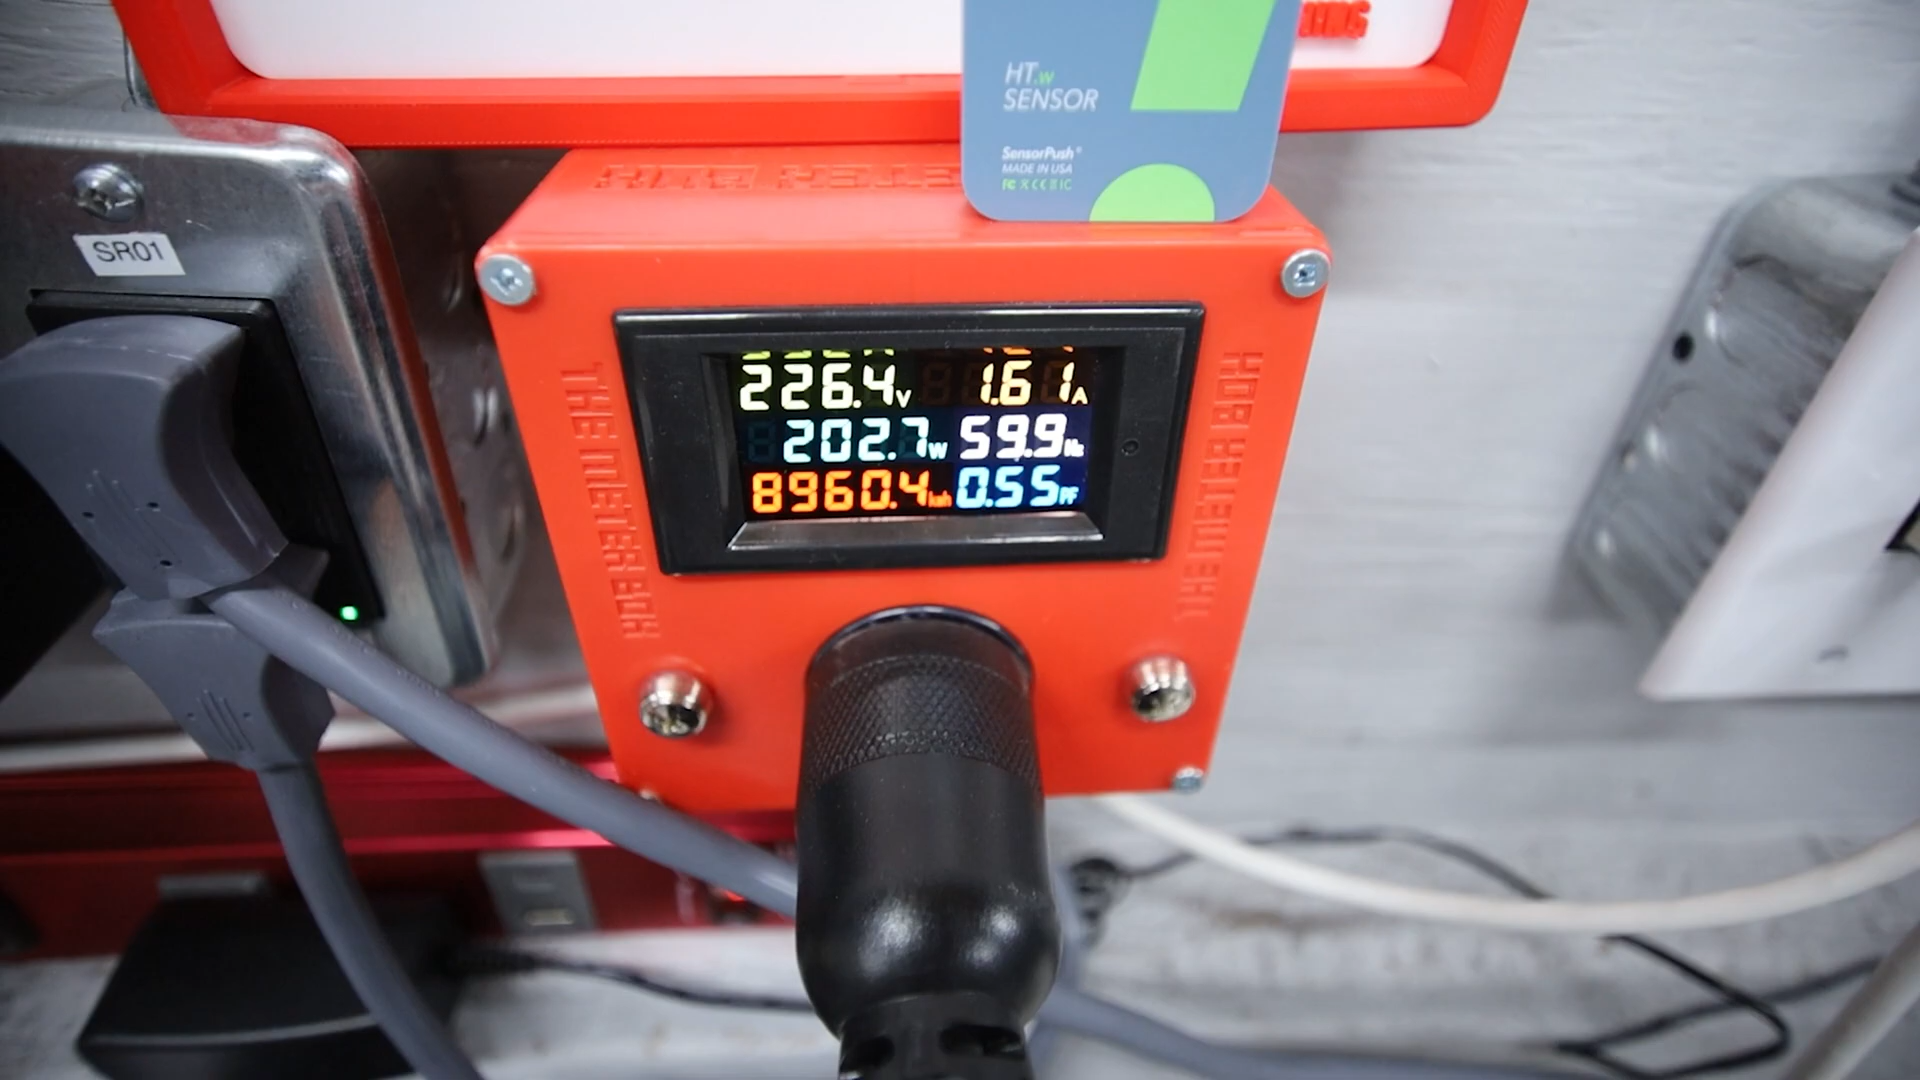 HT.w
SENSOR
SensorPush®
MADE IN USA
SR01
THE METER BOX
THE METER BOX
THE METER BOX
226.4V 1.61A
202.7W 59.9Hz
8960.4kWh 0.55PF